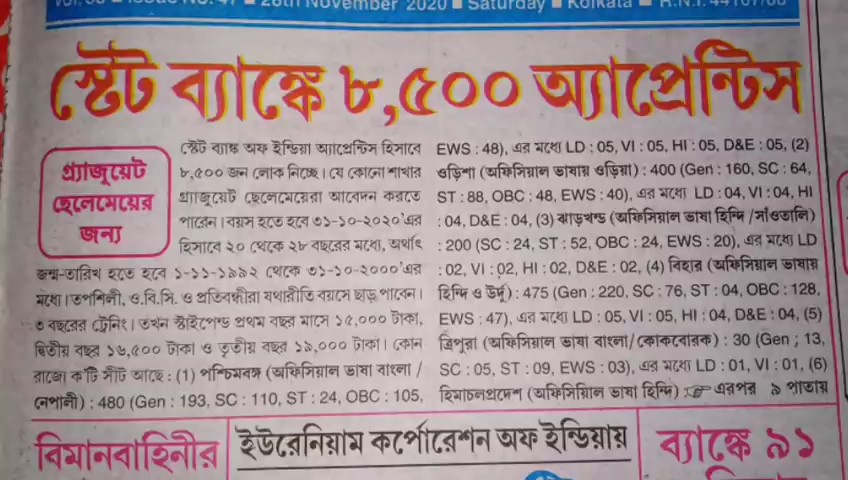 28th November 2020 ■ Saturday ■ Kolkata ■ R.N.I
স্টেট ব্যাঙ্কে ৮,৫০০ অ্যাপ্রেন্টিস
গ্র্যাজুয়েট
ছেলেমেয়ের
জন্য
স্টেট ব্যাঙ্ক অফ ইন্ডিয়া অ্যাপ্রেন্টিস হিসাবে
৮,৫০০ জন লোক নিচ্ছে। যে কোনো শাখার
গ্র্যাজুয়েট ছেলেমেয়েরা আবেদন করতে
পারেন। বয়স হতে হবে ৩১-১০-২০২০'এর
হিসাবে ২০ থেকে ২৮ বছরের মধ্যে, অর্থাৎ
জন্ম-তারিখ হতে হবে ১-১১-১৯৯২ থেকে ৩১-১০-২০০০'এর
মধ্যে। তপশিলী, ও.বি.সি. ও প্রতিবন্ধীরা যথারীতি বয়সে ছাড় পাবেন।
৩ বছরের ট্রেনিং। তখন স্টাইপেন্ড প্রথম বছর মাসে ১৫,০০০ টাকা,
দ্বিতীয় বছর ১৬,৫০০ টাকা ও তৃতীয় বছর ১৯,০০০ টাকা। কোন
রাজ্যে ক'টি সীট আছে : (1) পশ্চিমবঙ্গ (অফিসিয়াল ভাষা বাংলা /
নেপালী) : 480 (Gen : 193, SC : 110, ST : 24, OBC : 105,
EWS : 48), এর মধ্যে LD : 05, VI : 05, HI : 05, D&E : 05, (2)
ওড়িশা (অফিসিয়াল ভাষায় ওড়িয়া) : 400 (Gen : 160, SC : 64,
ST : 88, OBC : 48, EWS : 40), এর মধ্যে LD : 04, VI : 04, HI
: 04, D&E : 04, (3) ঝাড়খন্ড (অফিসিয়াল ভাষা হিন্দি / সাঁওতালি)
: 200 (SC : 24, ST : 52, OBC : 24, EWS : 20), এর মধ্যে LD
: 02, VI : 02, HI : 02, D&E : 02, (4) বিহার (অফিসিয়াল ভাষায়
হিন্দি ও উর্দু) : 475 (Gen : 220, SC : 76, ST : 04, OBC : 128,
EWS : 47), এর মধ্যে LD : 05, VI : 05, HI : 04, D&E : 04, (5)
ত্রিপুরা (অফিসিয়াল ভাষা বাংলা/কোকবোরক) : 30 (Gen ; 13,
SC : 05, ST : 09, EWS : 03), এর মধ্যে LD : 01, VI : 01, (6)
হিমাচলপ্রদেশ (অফিসিয়াল ভাষা হিন্দি) ☞ এরপর ৯ পাতায়
বিমানবাহিনীর
ইউরেনিয়াম কর্পোরেশন অফ ইন্ডিয়ায়
ব্যাঙ্কে ৯১